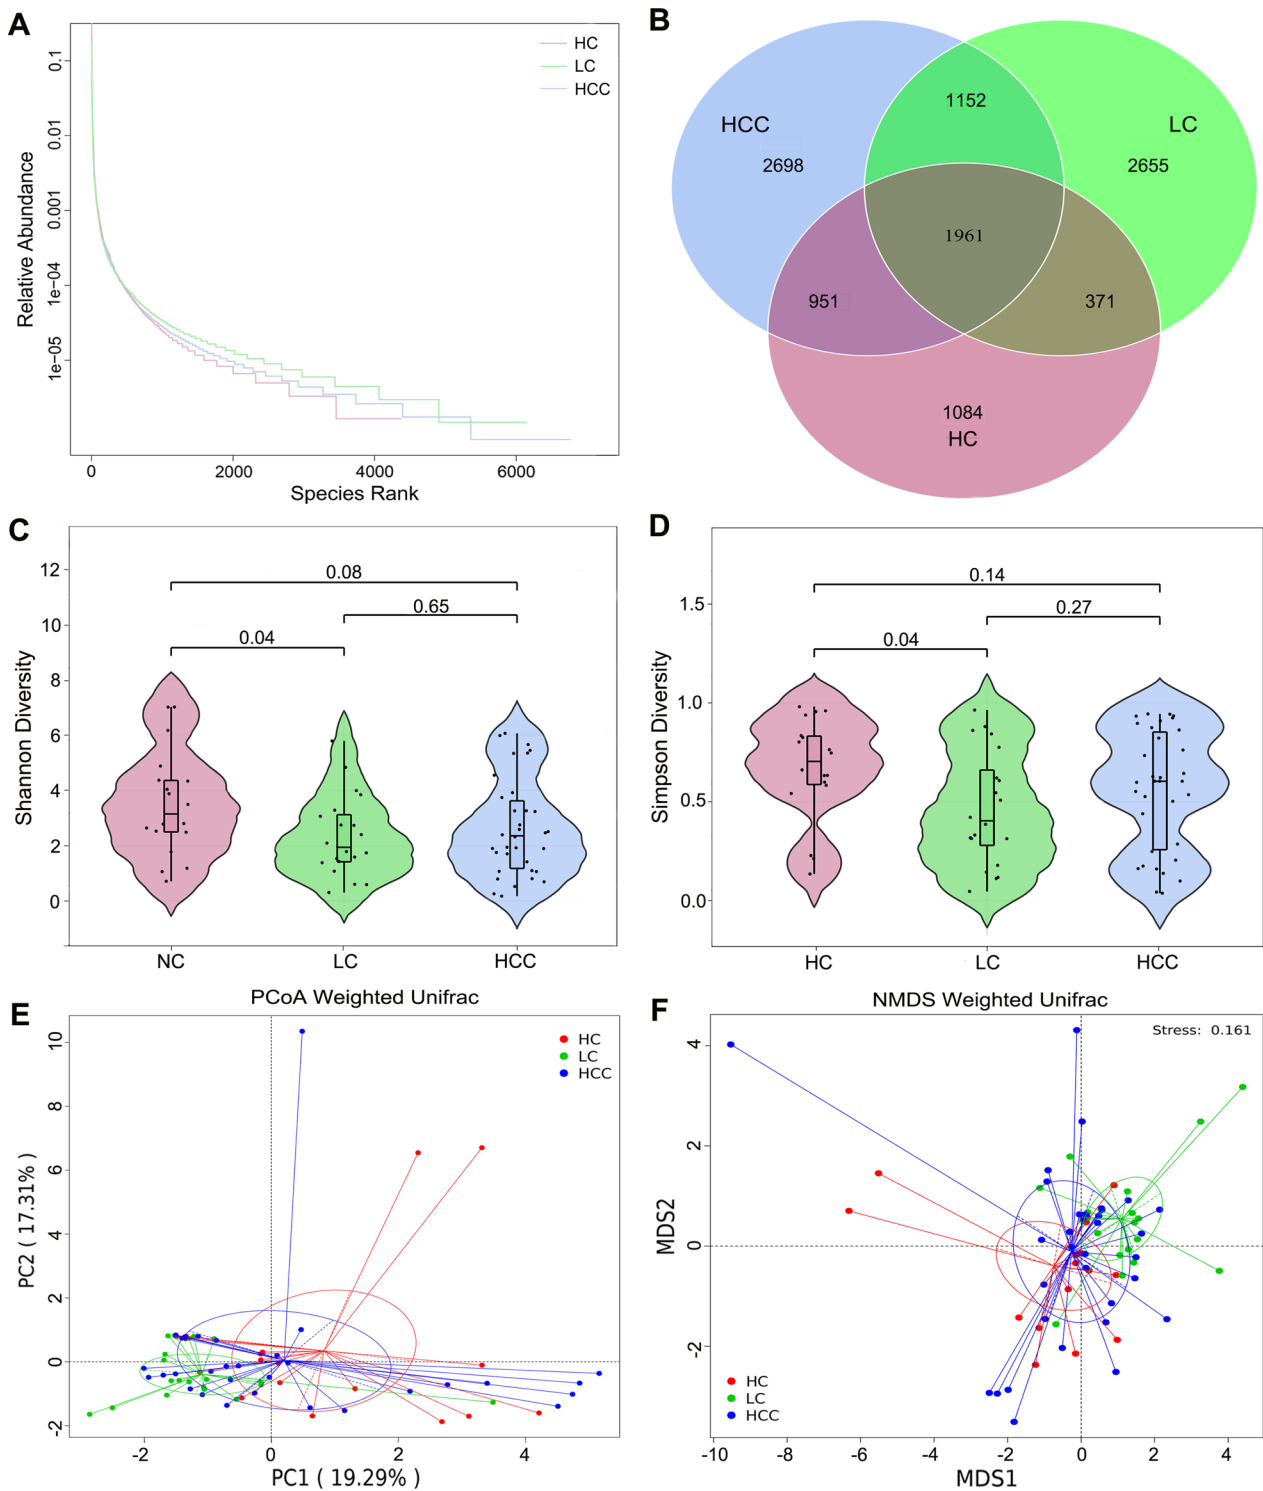 A
HC
LC
HCC
0.1
0.01
0.001
1e-04
1e-05
Relative Abundance
0
2000
4000
6000
Species Rank
B
1152
HCC
LC
2698
2655
1961
951
371
1084
HC
C
12
10
8
6
4
2
0
Shannon Diversity
0.08
0.65
0.04
NC
LC
HCC
D
1.5
1.0
0.5
0.0
Simpson Diversity
0.14
0.27
0.04
HC
LC
HCC
E
PCoA Weighted Unifrac
HC
LC
HCC
10
8
6
4
2
0
-2
PC2 ( 17.31% )
-2
0
2
4
PC1 ( 19.29% )
F
NMDS Weighted Unifrac
Stress: 0.161
4
2
0
-2
MDS2
HC
LC
HCC
-10
-8
-6
-4
-2
0
2
4
MDS1